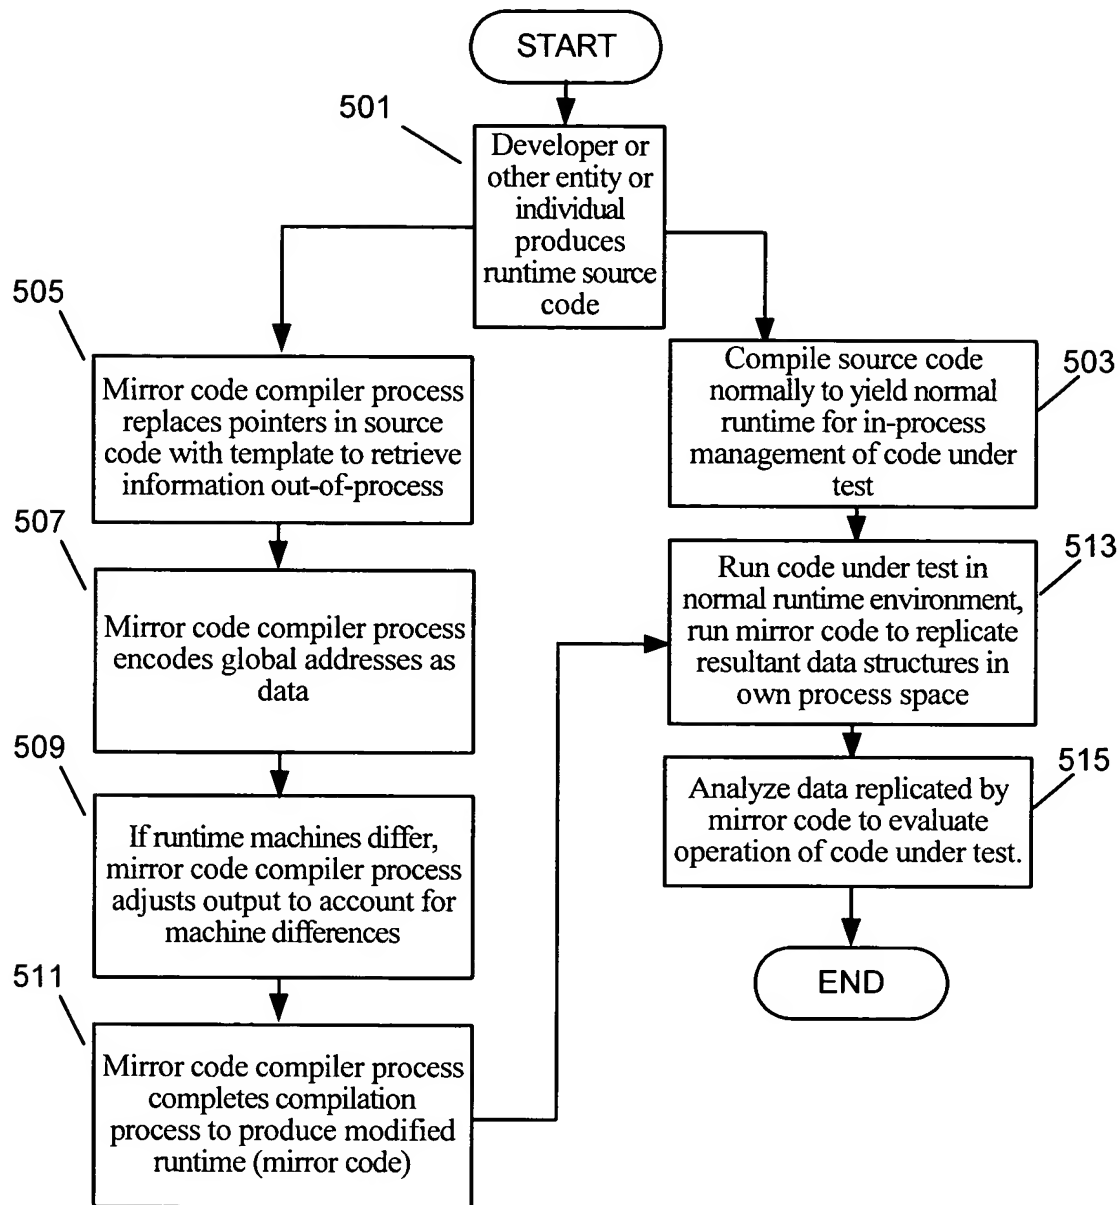 START
501
Developer or
other entity or
individual
produces
runtime source
code
505
Mirror code compiler process
replaces pointers in source
code with template to retrieve
information out-of-process
507
Mirror code compiler process
encodes global addresses as
data
509
If runtime machines differ,
mirror code compiler process
adjusts output to account for
machine differences
511
Mirror code compiler process
completes compilation
process to produce modified
runtime (mirror code)
Compile source code
normally to yield normal
runtime for in-process
management of code under
test
503
Run code under test in
normal runtime environment,
run mirror code to replicate
resultant data structures in
own process space
513
Analyze data replicated by
mirror code to evaluate
operation of code under test.
515
END